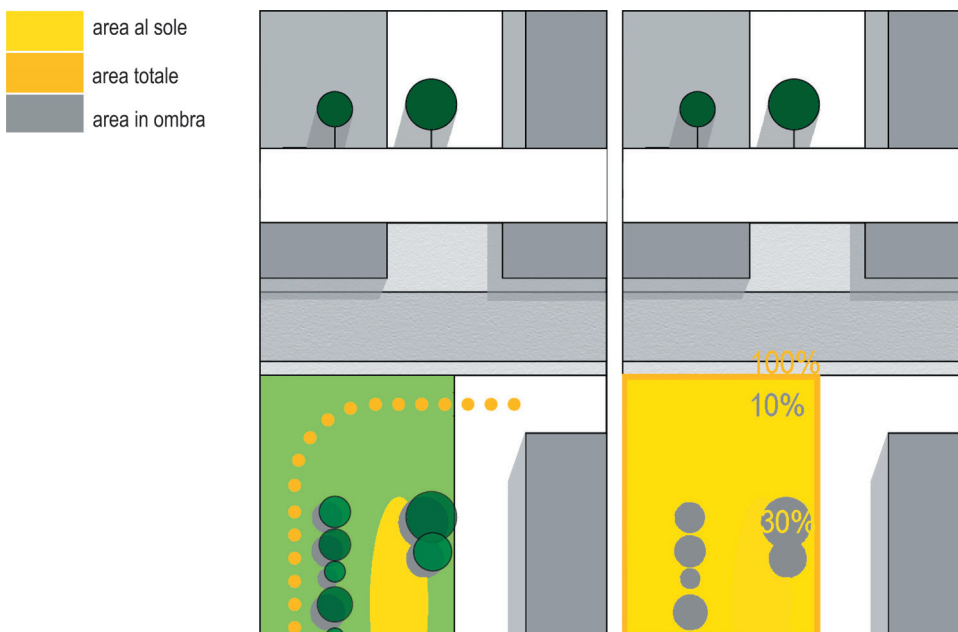 area al sole
area totale
area in ombra
100%
10%
30%